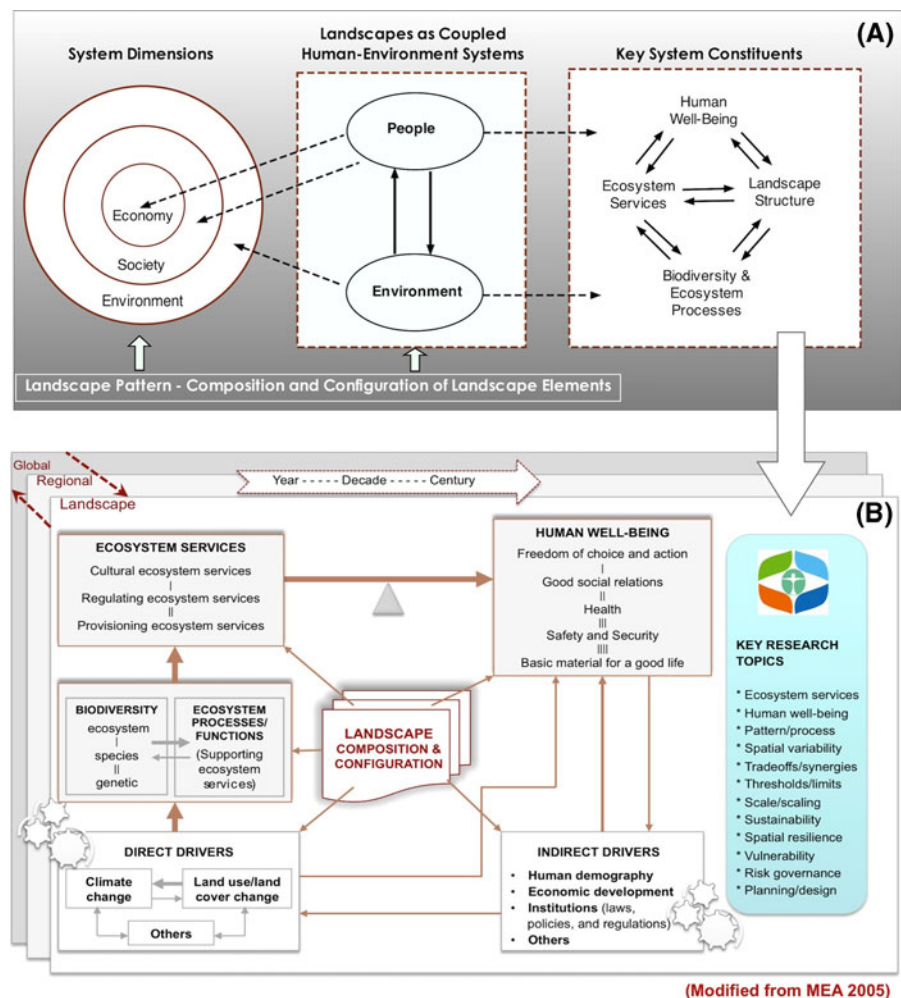 (A)
System Dimensions
Landscapes as Coupled
Human-Environment Systems
Key System Constituents
Economy
Society
Environment
People
Environment
Human
Well-Being
Ecosystem
Services
Landscape
Structure
Biodiversity &
Ecosystem
Processes
Landscape Pattern - Composition and Configuration of Landscape Elements
(B)
Global
Regional
Landscape
Year ----- Decade ----- Century
ECOSYSTEM SERVICES
Cultural ecosystem services
|
Regulating ecosystem services
||
Provisioning ecosystem services
HUMAN WELL-BEING
Freedom of choice and action
|
Good social relations
||
Health
|||
Safety and Security
||||
Basic material for a good life
BIODIVERSITY
ecosystem
|
species
||
genetic
ECOSYSTEM
PROCESSES/
FUNCTIONS
(Supporting
ecosystem
services)
LANDSCAPE
COMPOSITION &
CONFIGURATION
DIRECT DRIVERS
Climate
change
Land use/land
cover change
Others
INDIRECT DRIVERS
• Human demography
• Economic development
• Institutions (laws,
policies, and regulations)
• Others
KEY RESEARCH
TOPICS
* Ecosystem services
* Human well-being
* Pattern/process
* Spatial variability
* Tradeoffs/synergies
* Thresholds/limits
* Scale/scaling
* Sustainability
* Spatial resilience
* Vulnerability
* Risk governance
* Planning/design
(Modified from MEA 2005)